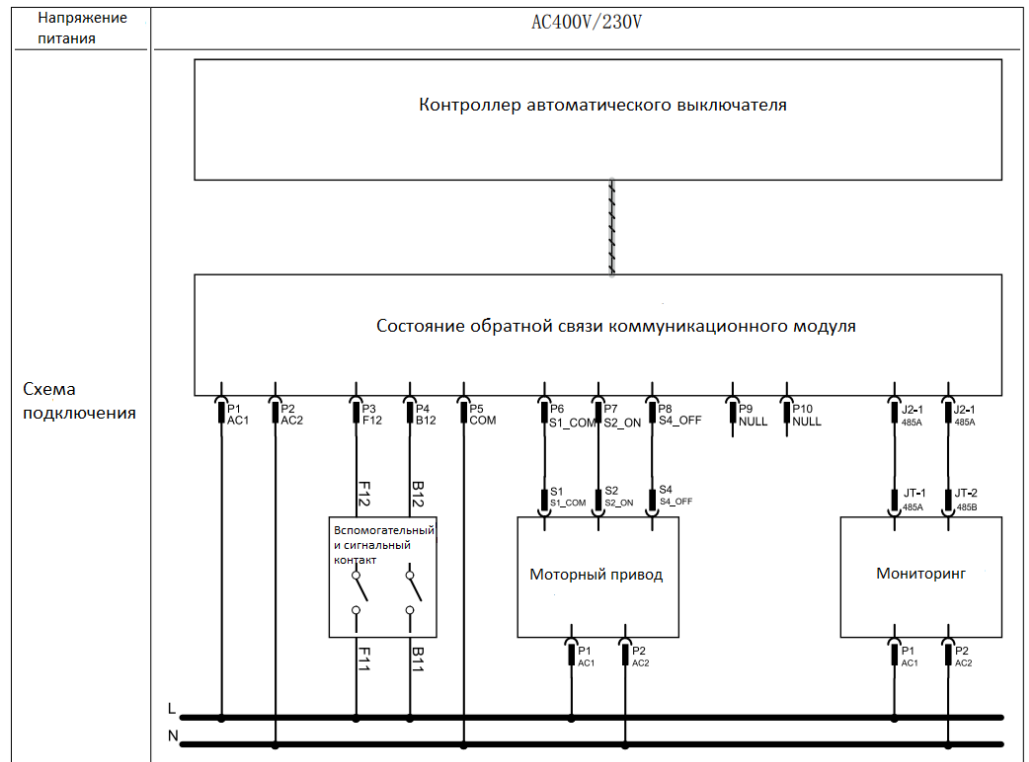 Напряжение
питания
AC400V/230V
Контроллер автоматического выключателя
Состояние обратной связи коммуникационного модуля
Схема
подключения
P1
AC1
P2
AC2
P3
F12
P4
B12
P5
COM
P6
S1_COM
P7
S2_ON
P8
S4_OFF
P9
NULL
P10
NULL
J2-1
485A
J2-1
485A
F12
B12
S1
S1_COM
S2
S2_ON
S4
S4_OFF
JT-1
485A
JT-2
485B
Вспомогательный
и сигнальный
контакт
Моторный привод
Мониторинг
F11
B11
P1
AC1
P2
AC2
P1
AC1
P2
AC2
L
N